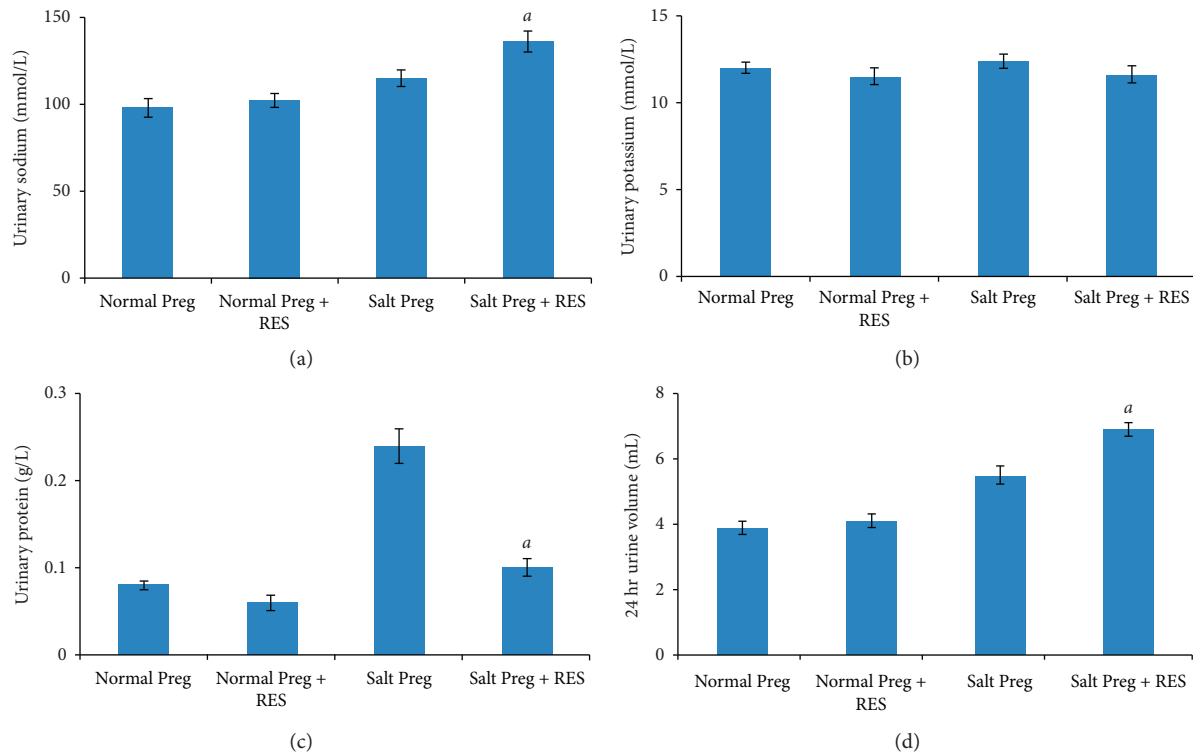 Urinary sodium (mmol/L)
150
100
50
0
a
Normal Preg
Normal Preg +
RES
Salt Preg
Salt Preg + RES
(a)
Urinary potassium (mmol/L)
15
10
5
0
Normal Preg
Normal Preg +
RES
Salt Preg
Salt Preg + RES
(b)
Urinary protein (g/L)
0.3
0.2
0.1
0
a
Normal Preg
Normal Preg +
RES
Salt Preg
Salt Preg + RES
(c)
24 hr urine volume (mL)
8
6
4
2
0
a
Normal Preg
Normal Preg +
RES
Salt Preg
Salt Preg + RES
(d)